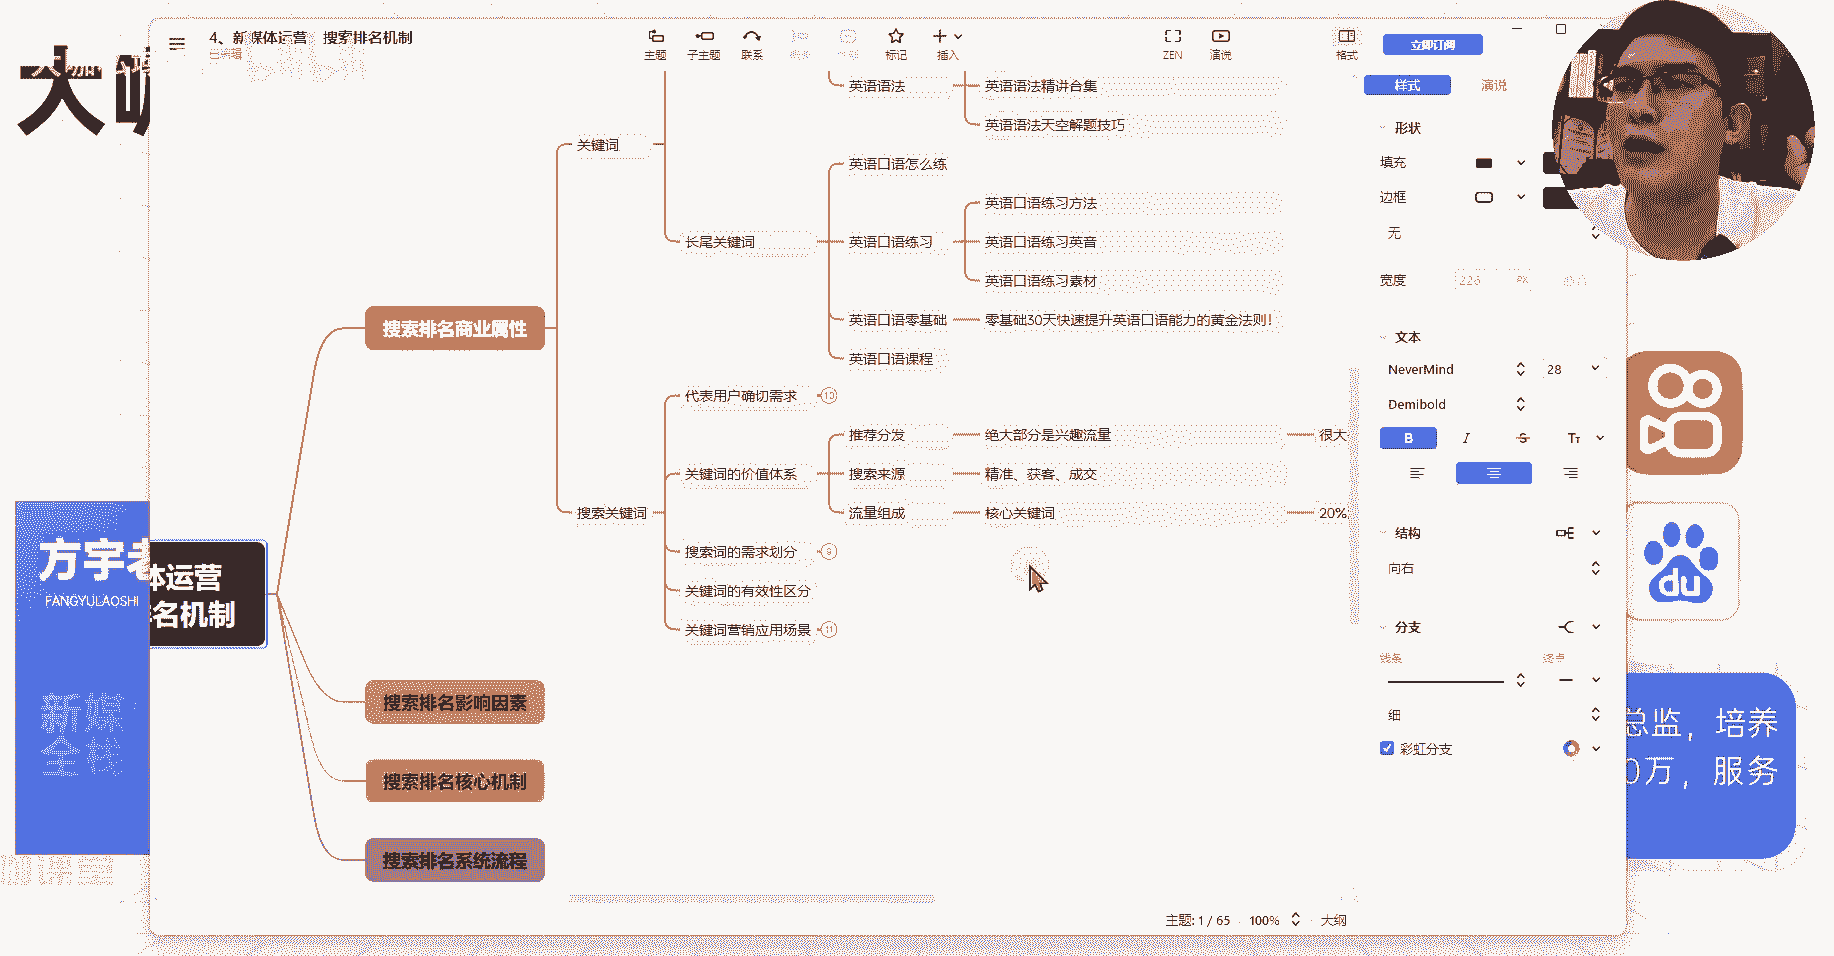 4、新媒体运营 搜索排名机制
已编辑
主题
子主题
联系
标记
插入
ZEN
演说
格式
立即订阅
样式
演说
形状
填充
边框
无
宽度
226
px
文本
NeverMind
28
Demibold
B
I
S
Tт
结构
向右
分支
线条
终点
细
彩虹分支
英语语法
英语语法精讲合集
英语语法天空解题技巧
关键词
英语口语怎么练
英语口语练习方法
长尾关键词
英语口语练习
英语口语练习英音
英语口语练习素材
搜索排名商业属性
英语口语零基础
零基础30天快速提升英语口语能力的黄金法则!
英语口语课程
代表用户确切需求
10
推荐分发
绝大部分是兴趣流量
很大
关键词的价值体系
搜索来源
精准、获客、成交
搜索关键词
流量组成
核心关键词
20%
搜索词的需求划分
9
关键词的有效性区分
关键词营销应用场景
11
体运营
名机制
搜索排名影响因素
搜索排名核心机制
搜索排名系统流程
主题: 1 / 65
100%
大纲
方宇老
FANGYULAOSHI
新媒
全栈
du
总监，培养
0万，服务